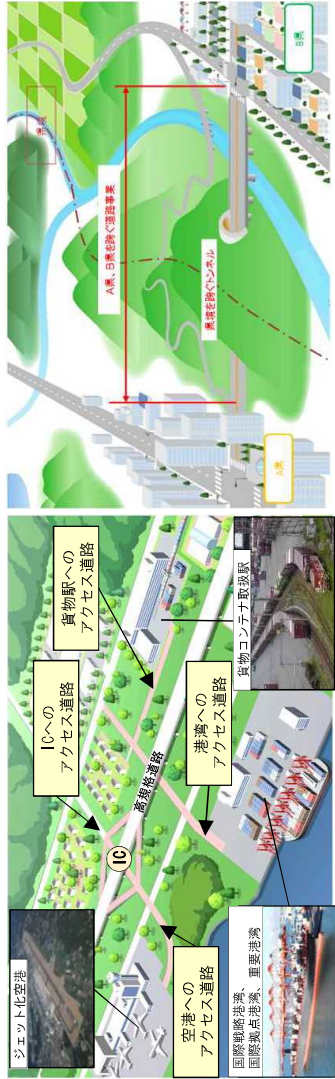 ジェット化空港
ICへの
アクセス道路
貨物駅への
アクセス道路
IC
高規格道路
空港への
アクセス道路
港湾への
アクセス道路
国際戦略港湾、
国際拠点港湾、重要港湾
貨物コンテナ取扱駅
県境
A県、B県を跨ぐ道路事業
県境を跨ぐトンネル
A県
B県